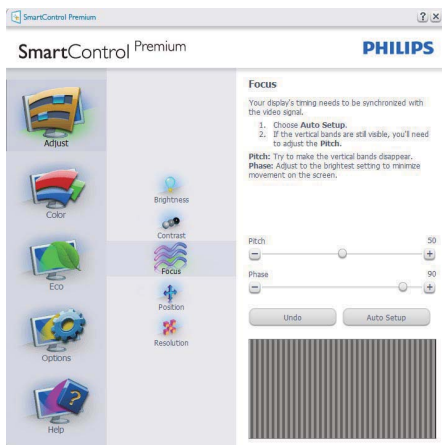 SmartControl Premium
? ×
SmartControl Premium
PHILIPS
Adjust
Color
Eco
Options
Help
Brightness
Contrast
Focus
Position
Resolution
Focus
Your display's timing needs to be synchronized with
the video signal.
1. Choose Auto Setup.
2. If the vertical bands are still visible, you'll need
to adjust the Pitch.
Pitch: Try to make the vertical bands disappear.
Phase: Adjust to the brightest setting to minimize
movement on the screen.
Pitch 50
− +
Phase 90
− +
Undo Auto Setup